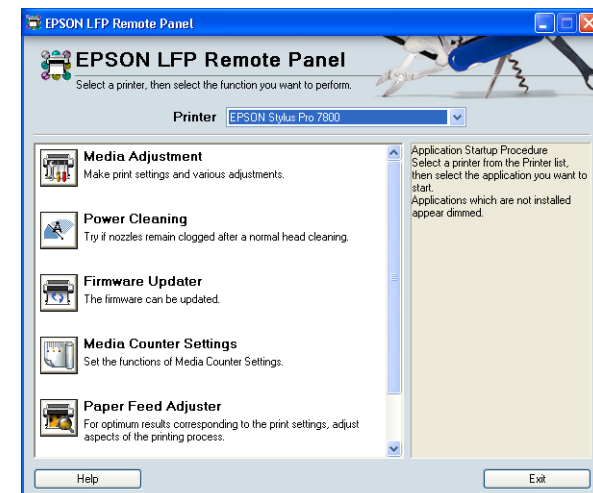 EPSON LFP Remote Panel
EPSON LFP Remote Panel
Select a printer, then select the function you want to perform.
Printer EPSON Stylus Pro 7800
Media Adjustment
Make print settings and various adjustments.
Power Cleaning
Try if nozzles remain clogged after a normal head cleaning.
Firmware Updater
The firmware can be updated.
Media Counter Settings
Set the functions of Media Counter Settings.
Paper Feed Adjuster
For optimum results corresponding to the print settings, adjust
aspects of the printing process.
Application Startup Procedure
Select a printer from the Printer list,
then select the application you want to
start.
Applications which are not installed
appear dimmed.
Help
Exit